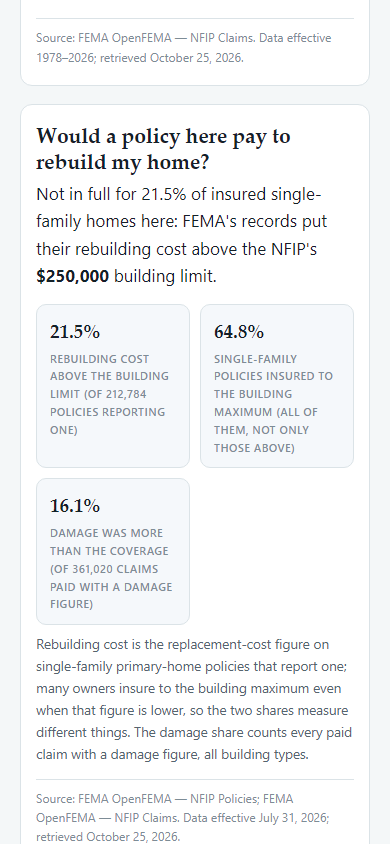 Source: FEMA OpenFEMA — NFIP Claims. Data effective
1978–2026; retrieved October 25, 2026.
Would a policy here pay to
rebuild my home?
Not in full for 21.5% of insured single-
family homes here: FEMA's records put
their rebuilding cost above the NFIP's
$250,000 building limit.
21.5%
REBUILDING COST
ABOVE THE BUILDING
LIMIT (OF 212,784
POLICIES REPORTING
ONE)
64.8%
SINGLE-FAMILY
POLICIES INSURED TO
THE BUILDING
MAXIMUM (ALL OF
THEM, NOT ONLY
THOSE ABOVE)
16.1%
DAMAGE WAS MORE
THAN THE COVERAGE
(OF 361,020 CLAIMS
PAID WITH A DAMAGE
FIGURE)
Rebuilding cost is the replacement-cost figure on
single-family primary-home policies that report one;
many owners insure to the building maximum even
when that figure is lower, so the two shares measure
different things. The damage share counts every paid
claim with a damage figure, all building types.
Source: FEMA OpenFEMA — NFIP Policies; FEMA
OpenFEMA — NFIP Claims. Data effective July 31, 2026;
retrieved October 25, 2026.